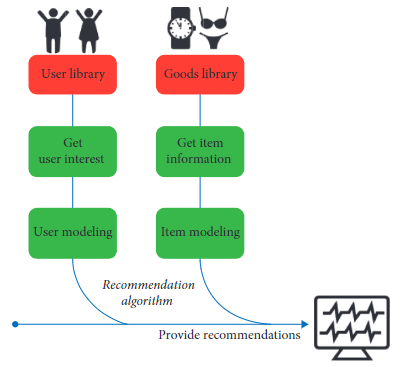 User library
Goods library
Get
user interest
Get item
information
User modeling
Item modeling
Recommendation
algorithm
Provide recommendations